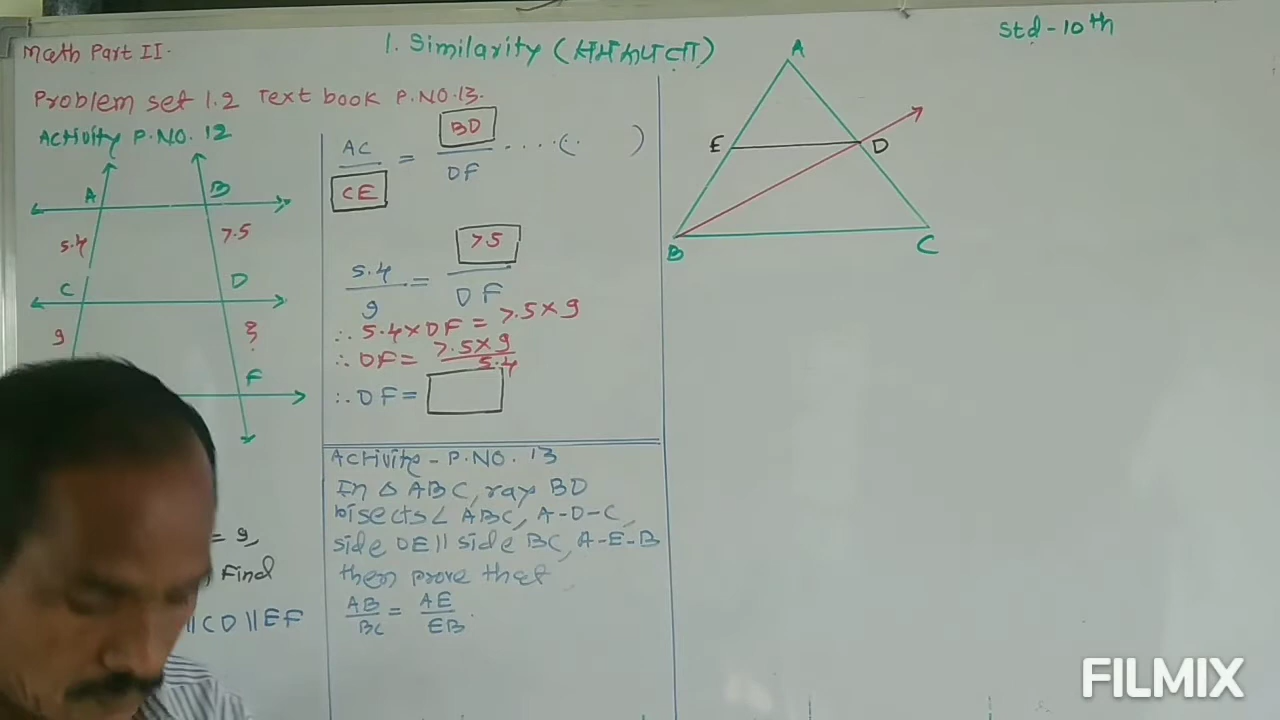 Math Part II.
1. Similarity (समरूपता)
Std-10th
Problem set 1.2 Text book P.NO.13.
Activity P.NO. 12
A
B
5.4
7.5
C
D
9
?
F
= 9,
Find
||CD||EF
AC/CE = BD/DF ....( )
5.4/9 = 7.5/DF
∴ 5.4×DF = 7.5×9
∴ DF = 7.5×9/5.4
∴ DF =
Activity - P.NO. 13
In △ ABC, ray BD
bisects ∠ ABC, A-D-C,
side DE || side BC, A-E-B
then prove that
AB/BC = AE/EB.
A
E
D
B
C
FILMIX